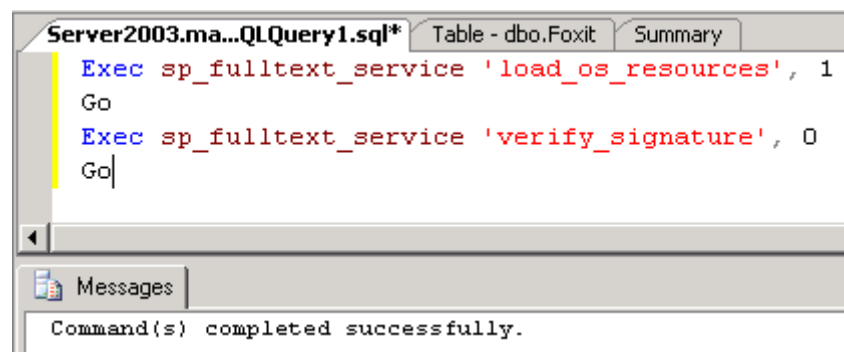 Server2003.ma...QLQuery1.sql* Table - dbo.Foxit Summary
Exec sp_fulltext_service 'load_os_resources', 1
Go
Exec sp_fulltext_service 'verify_signature', 0
Go
Messages
Command(s) completed successfully.